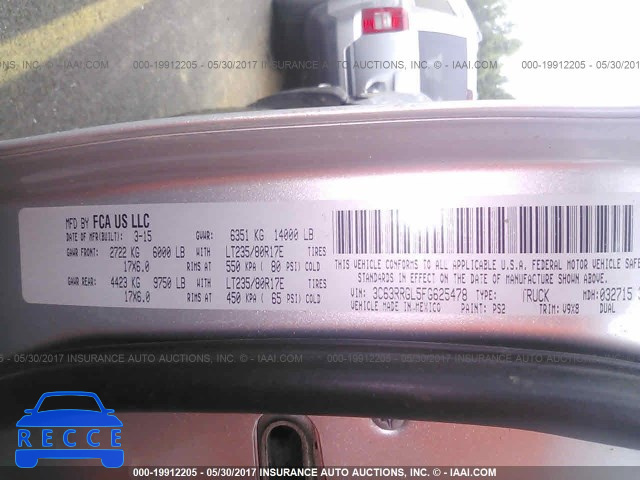 000-19912205 - 05/30/2017 INSURANCE AUTO AUCTIONS, INC. - © - IAAI.COM
MFD BY FCA US LLC
DATE OF MFR(BUILT): 3-15 GVWR: 6351 KG 14000 LB
GAWR FRONT: 2722 KG 6000 LB WITH LT235/80R17E TIRES
17X6.0 RIMS AT 550 KPA ( 80 PSI) COLD
GAWR REAR: 4423 KG 9750 LB WITH LT235/80R17E TIRES
17X6.0 RIMS AT 450 KPA ( 65 PSI) COLD
THIS VEHICLE CONFORMS TO ALL APPLICABLE U.S.A. FEDERAL MOTOR VEHICLE SAFETY
STANDARDS IN EFFECT ON THE DATE OF MANUFACTURE SHOWN ABOVE.
VIN: 3C63RRGL5FG625478 TYPE: TRUCK MDH: 032715
VEHICLE MADE IN MEXICO PAINT: PS2 TRIM: V9X8 DUAL
000-19912205 - 05/30/2017 INSURANCE AUTO AUCTIONS, INC. - © - IAAI.COM
RECCE
000-19912205 - 05/30/2017 INSURANCE AUTO AUCTIONS, INC. - © - IAAI.COM